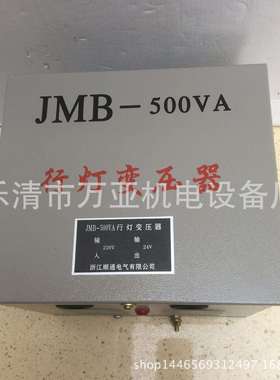 JMB-500VA
行灯变压器
乐清市万亚机电设备厂
JMB-500VA行灯变压器
输 输
220V 24V
入 出
浙江顺通电气有限公司